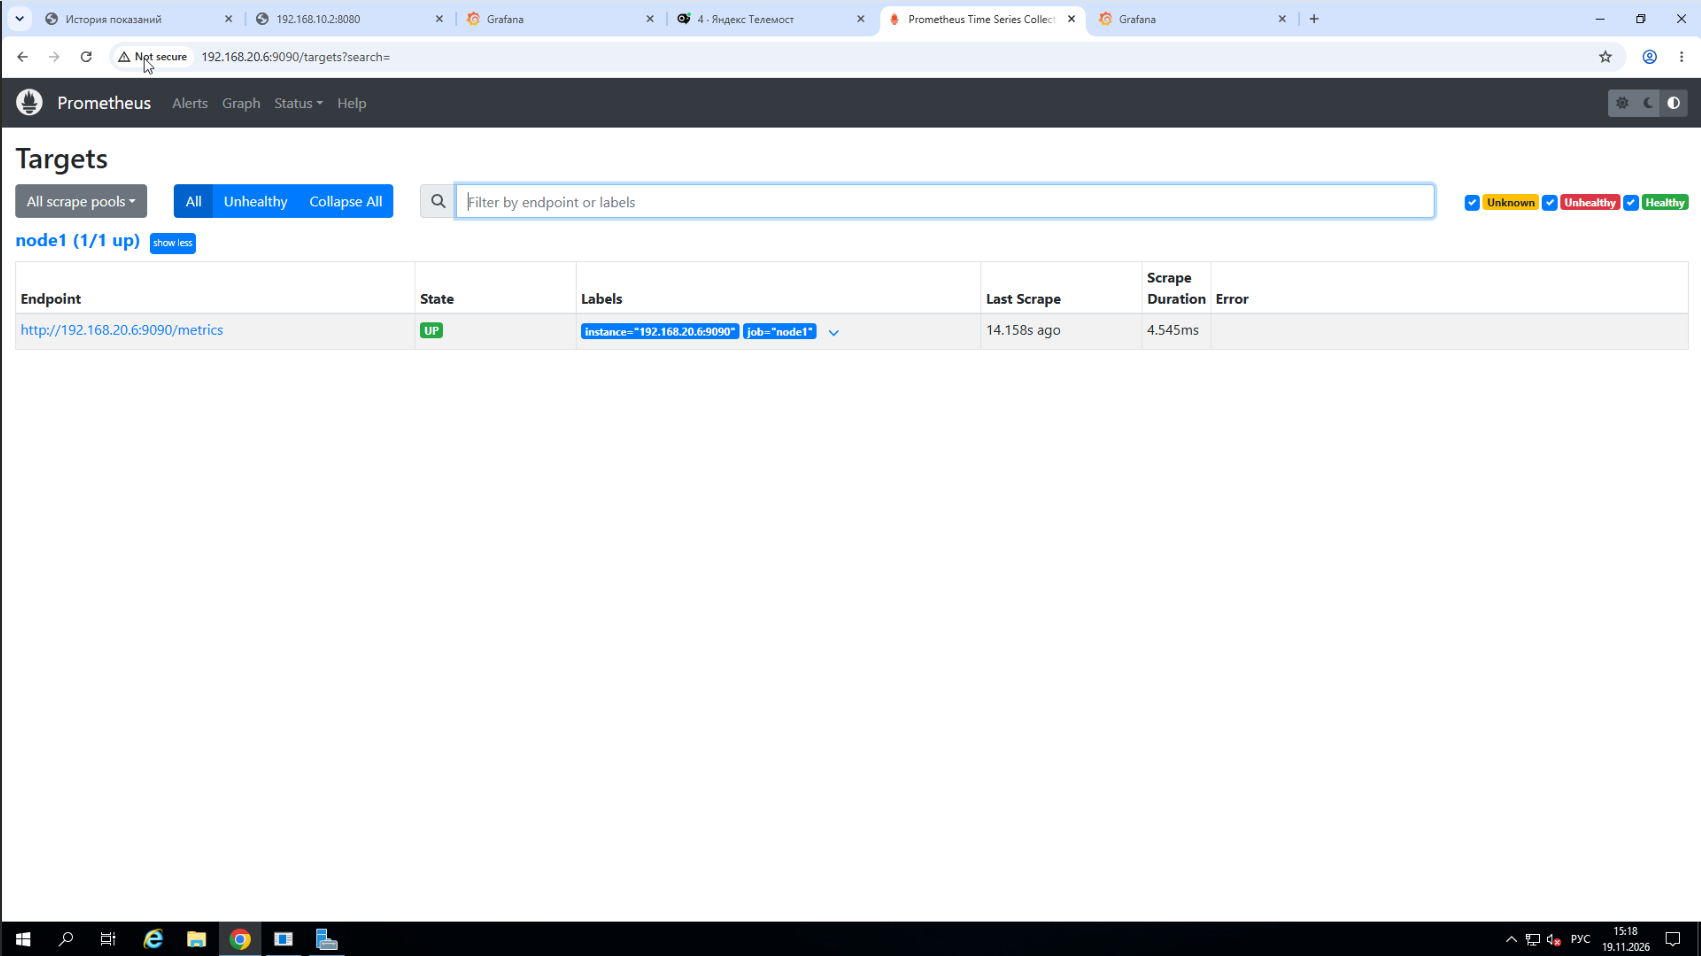 История показаний
192.168.10.2:8080
Grafana
4 - Яндекс Телемост
Prometheus Time Series Collect
Grafana
Not secure
192.168.20.6:9090/targets?search=
Prometheus
Alerts
Graph
Status
Help
Targets
All scrape pools
All
Unhealthy
Collapse All
Filter by endpoint or labels
Unknown
Unhealthy
Healthy
node1 (1/1 up)
show less
Endpoint
State
Labels
Last Scrape
Scrape Duration
Error
http://192.168.20.6:9090/metrics
UP
instance="192.168.20.6:9090"
job="node1"
14.158s ago
4.545ms
РУС
15:18
19.11.2026